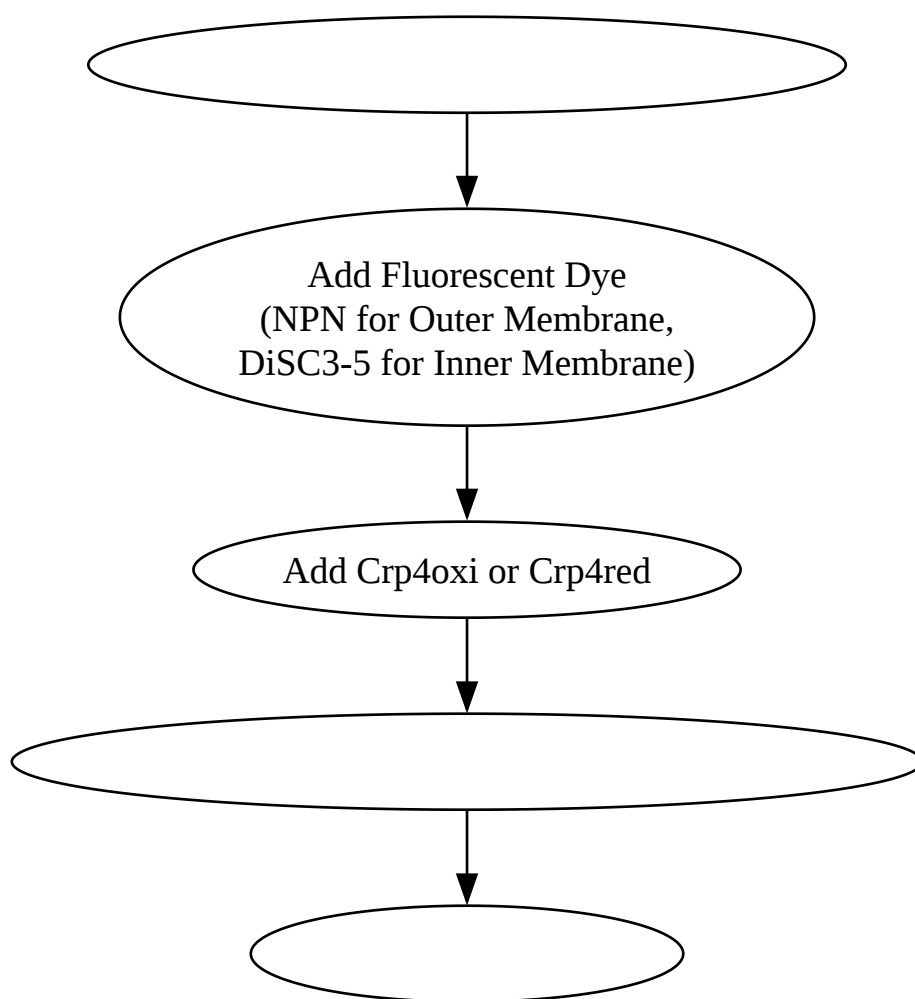 Add Fluorescent Dye
(NPN for Outer Membrane,
DiSC3-5 for Inner Membrane)
Add Crp4oxi or Crp4red